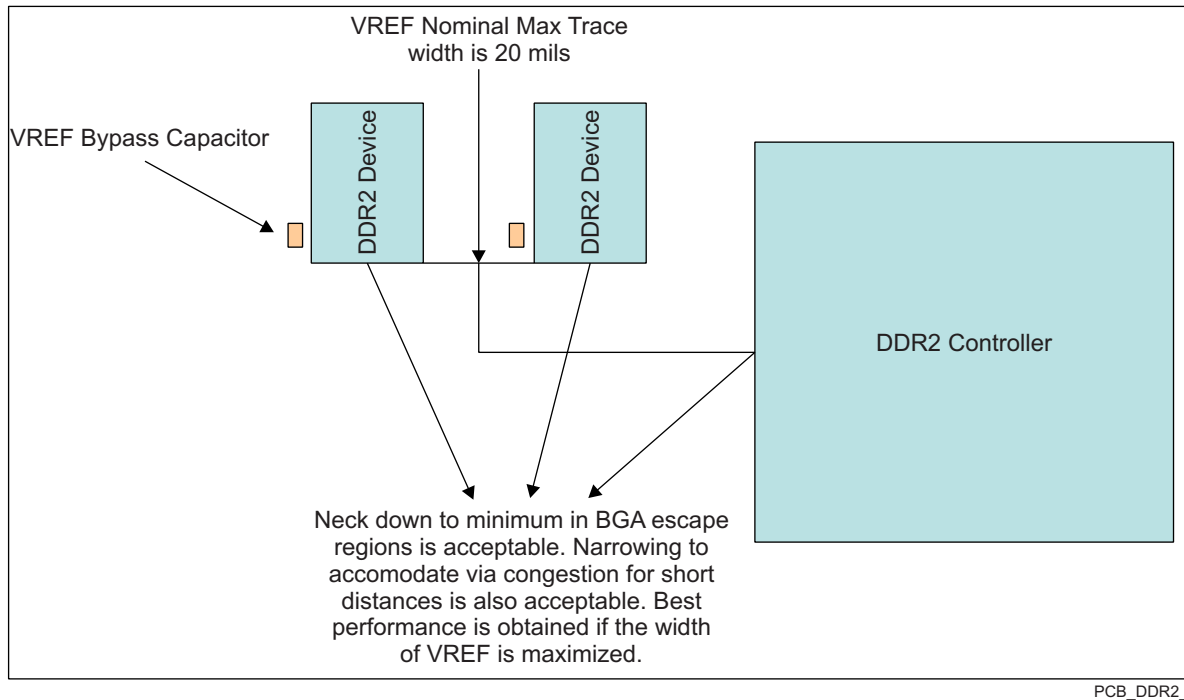 VREF Nominal Max Trace
width is 20 mils
VREF Bypass Capacitor
DDR2 Device
DDR2 Device
DDR2 Controller
Neck down to minimum in BGA escape
regions is acceptable. Narrowing to
accomodate via congestion for short
distances is also acceptable. Best
performance is obtained if the width
of VREF is maximized.
PCB_DDR2_